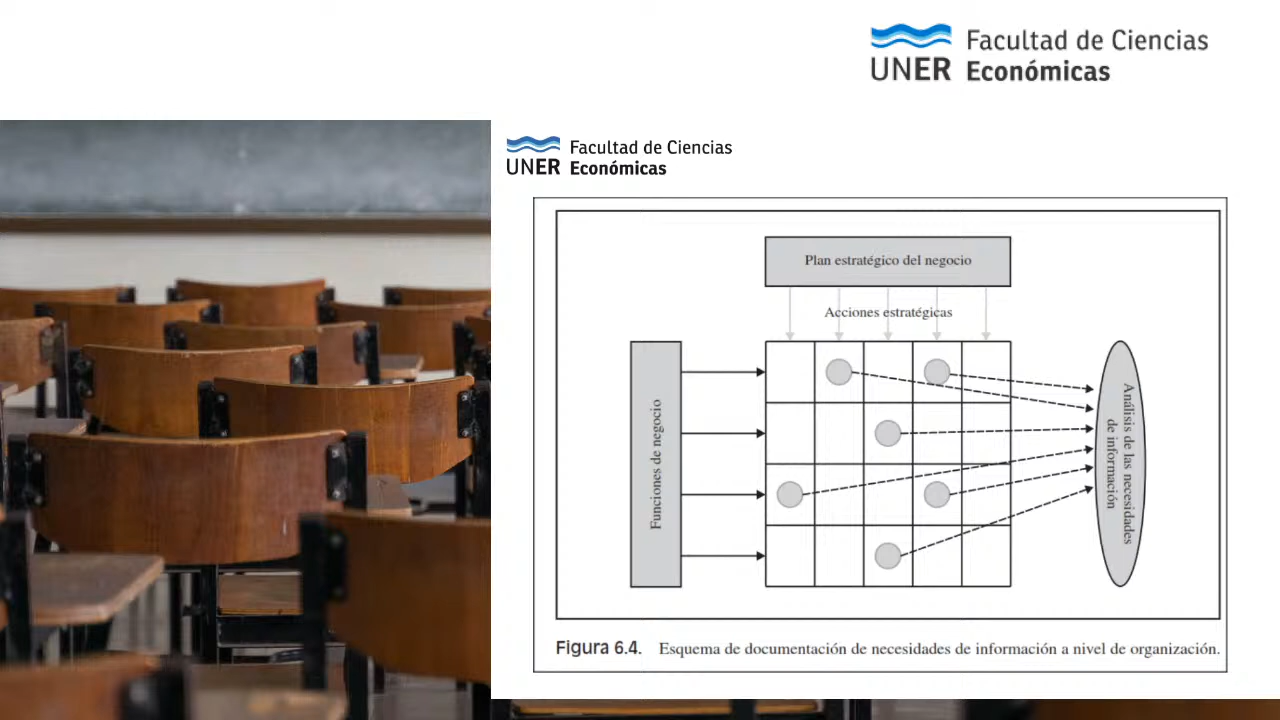 UNER Facultad de Ciencias
Económicas
UNER Facultad de Ciencias
Económicas
Plan estratégico del negocio
Acciones estratégicas
Funciones de negocio
Análisis de las necesidades
de información
Figura 6.4. Esquema de documentación de necesidades de información a nivel de organización.